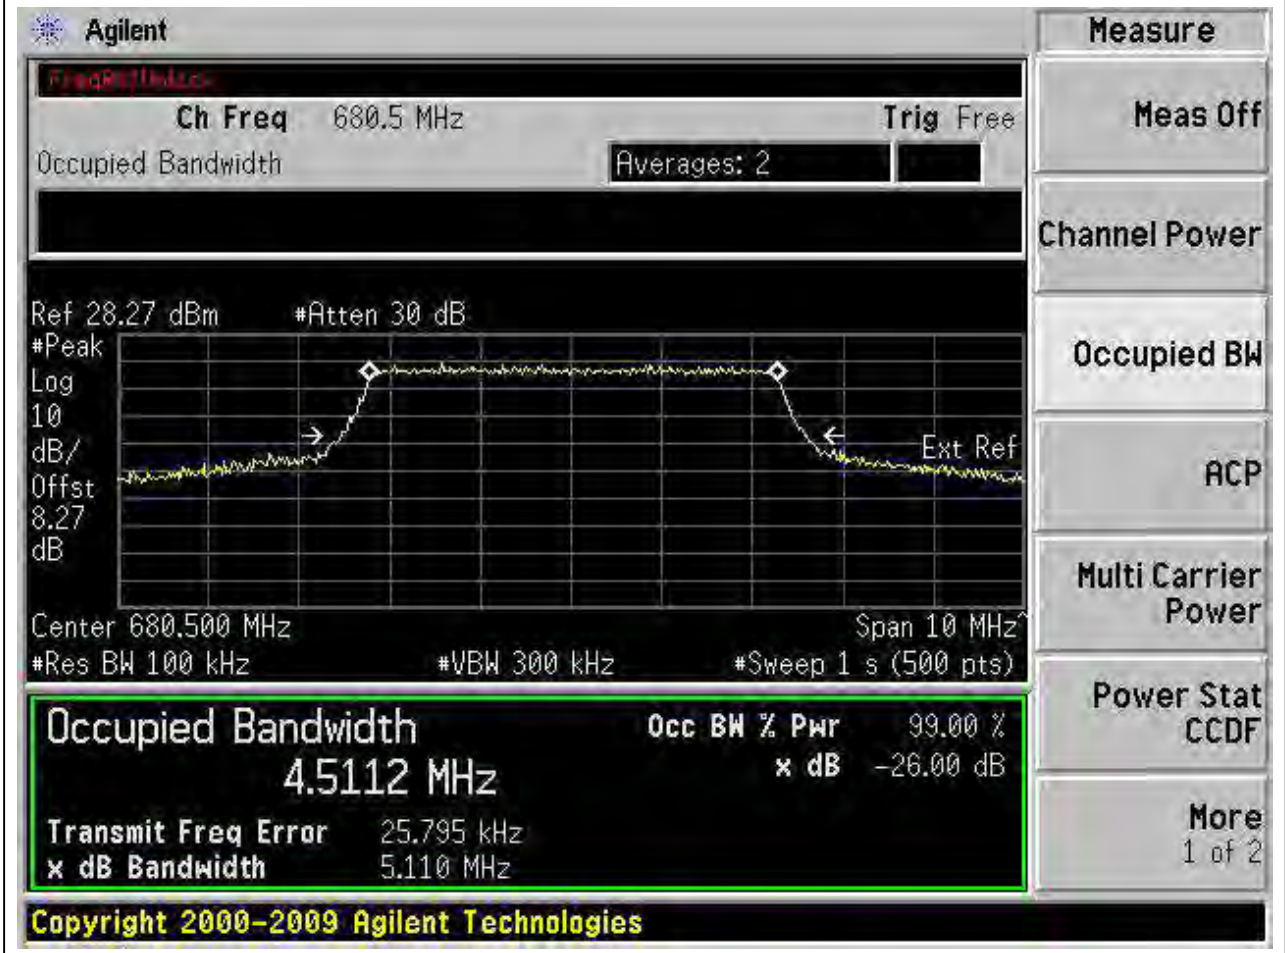 Agilent
Measure
Ch Freq 680.5 MHz Trig Free
Meas Off
Occupied Bandwidth Averages: 2
Channel Power
Ref 28.27 dBm #Atten 30 dB
#Peak
Log
10
dB/
Offst
8.27
dB
Ext Ref
Occupied BW
ACP
Center 680.500 MHz Span 10 MHz^
#Res BW 100 kHz #VBW 300 kHz #Sweep 1 s (500 pts)
Multi Carrier
Power
Occupied Bandwidth Occ BW % Pwr 99.00 %
4.5112 MHz x dB -26.00 dB
Transmit Freq Error 25.795 kHz
x dB Bandwidth 5.110 MHz
Power Stat
CCDF
More
1 of 2
Copyright 2000-2009 Agilent Technologies